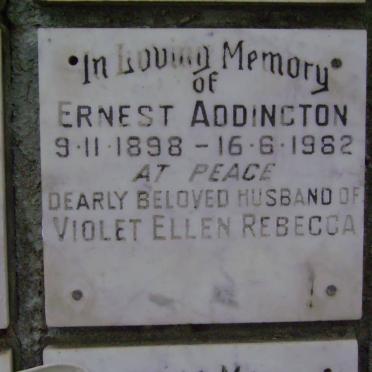 In Loving Memory
of
ERNEST ADDINGTON
9·11·1898 - 16·6·1982
AT PEACE
DEARLY BELOVED HUSBAND OF
VIOLET ELLEN REBECCA